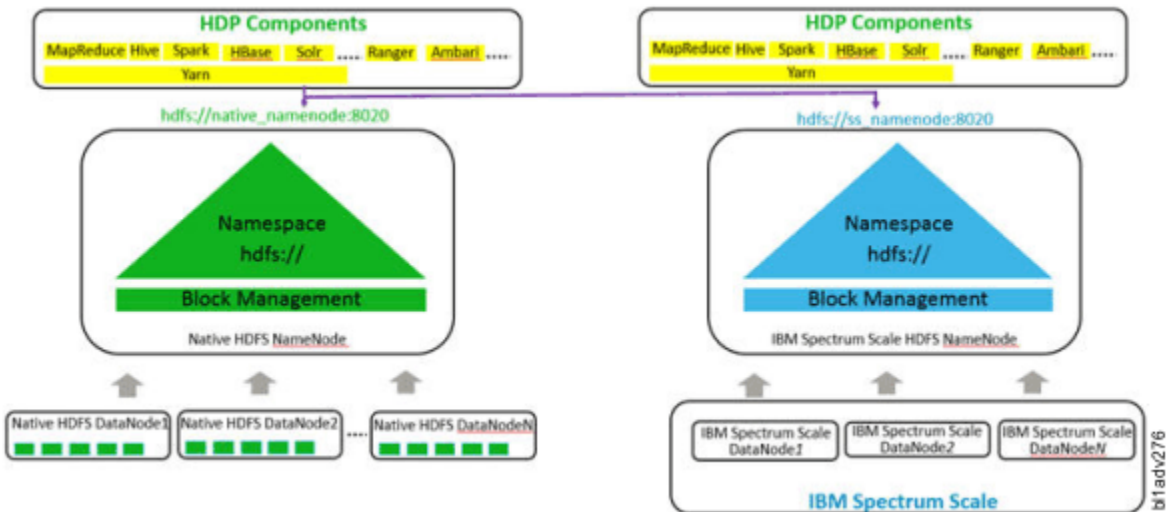 HDP Components
MapReduce Hive Spark HBase Solr ..... Ranger Ambari .....
Yarn
HDP Components
MapReduce Hive Spark HBase Solr ..... Ranger Ambari .....
Yarn
hdfs://native_namenode:8020
hdfs://ss_namenode:8020
Namespace
hdfs://
Block Management
Native HDFS NameNode
Namespace
hdfs://
Block Management
IBM Spectrum Scale HDFS NameNode
Native HDFS DataNode1
Native HDFS DataNode2
....
Native HDFS DataNodeN
IBM Spectrum Scale
DataNode1
IBM Spectrum Scale
DataNode2
IBM Spectrum Scale
DataNodeN
IBM Spectrum Scale
bl1adv276